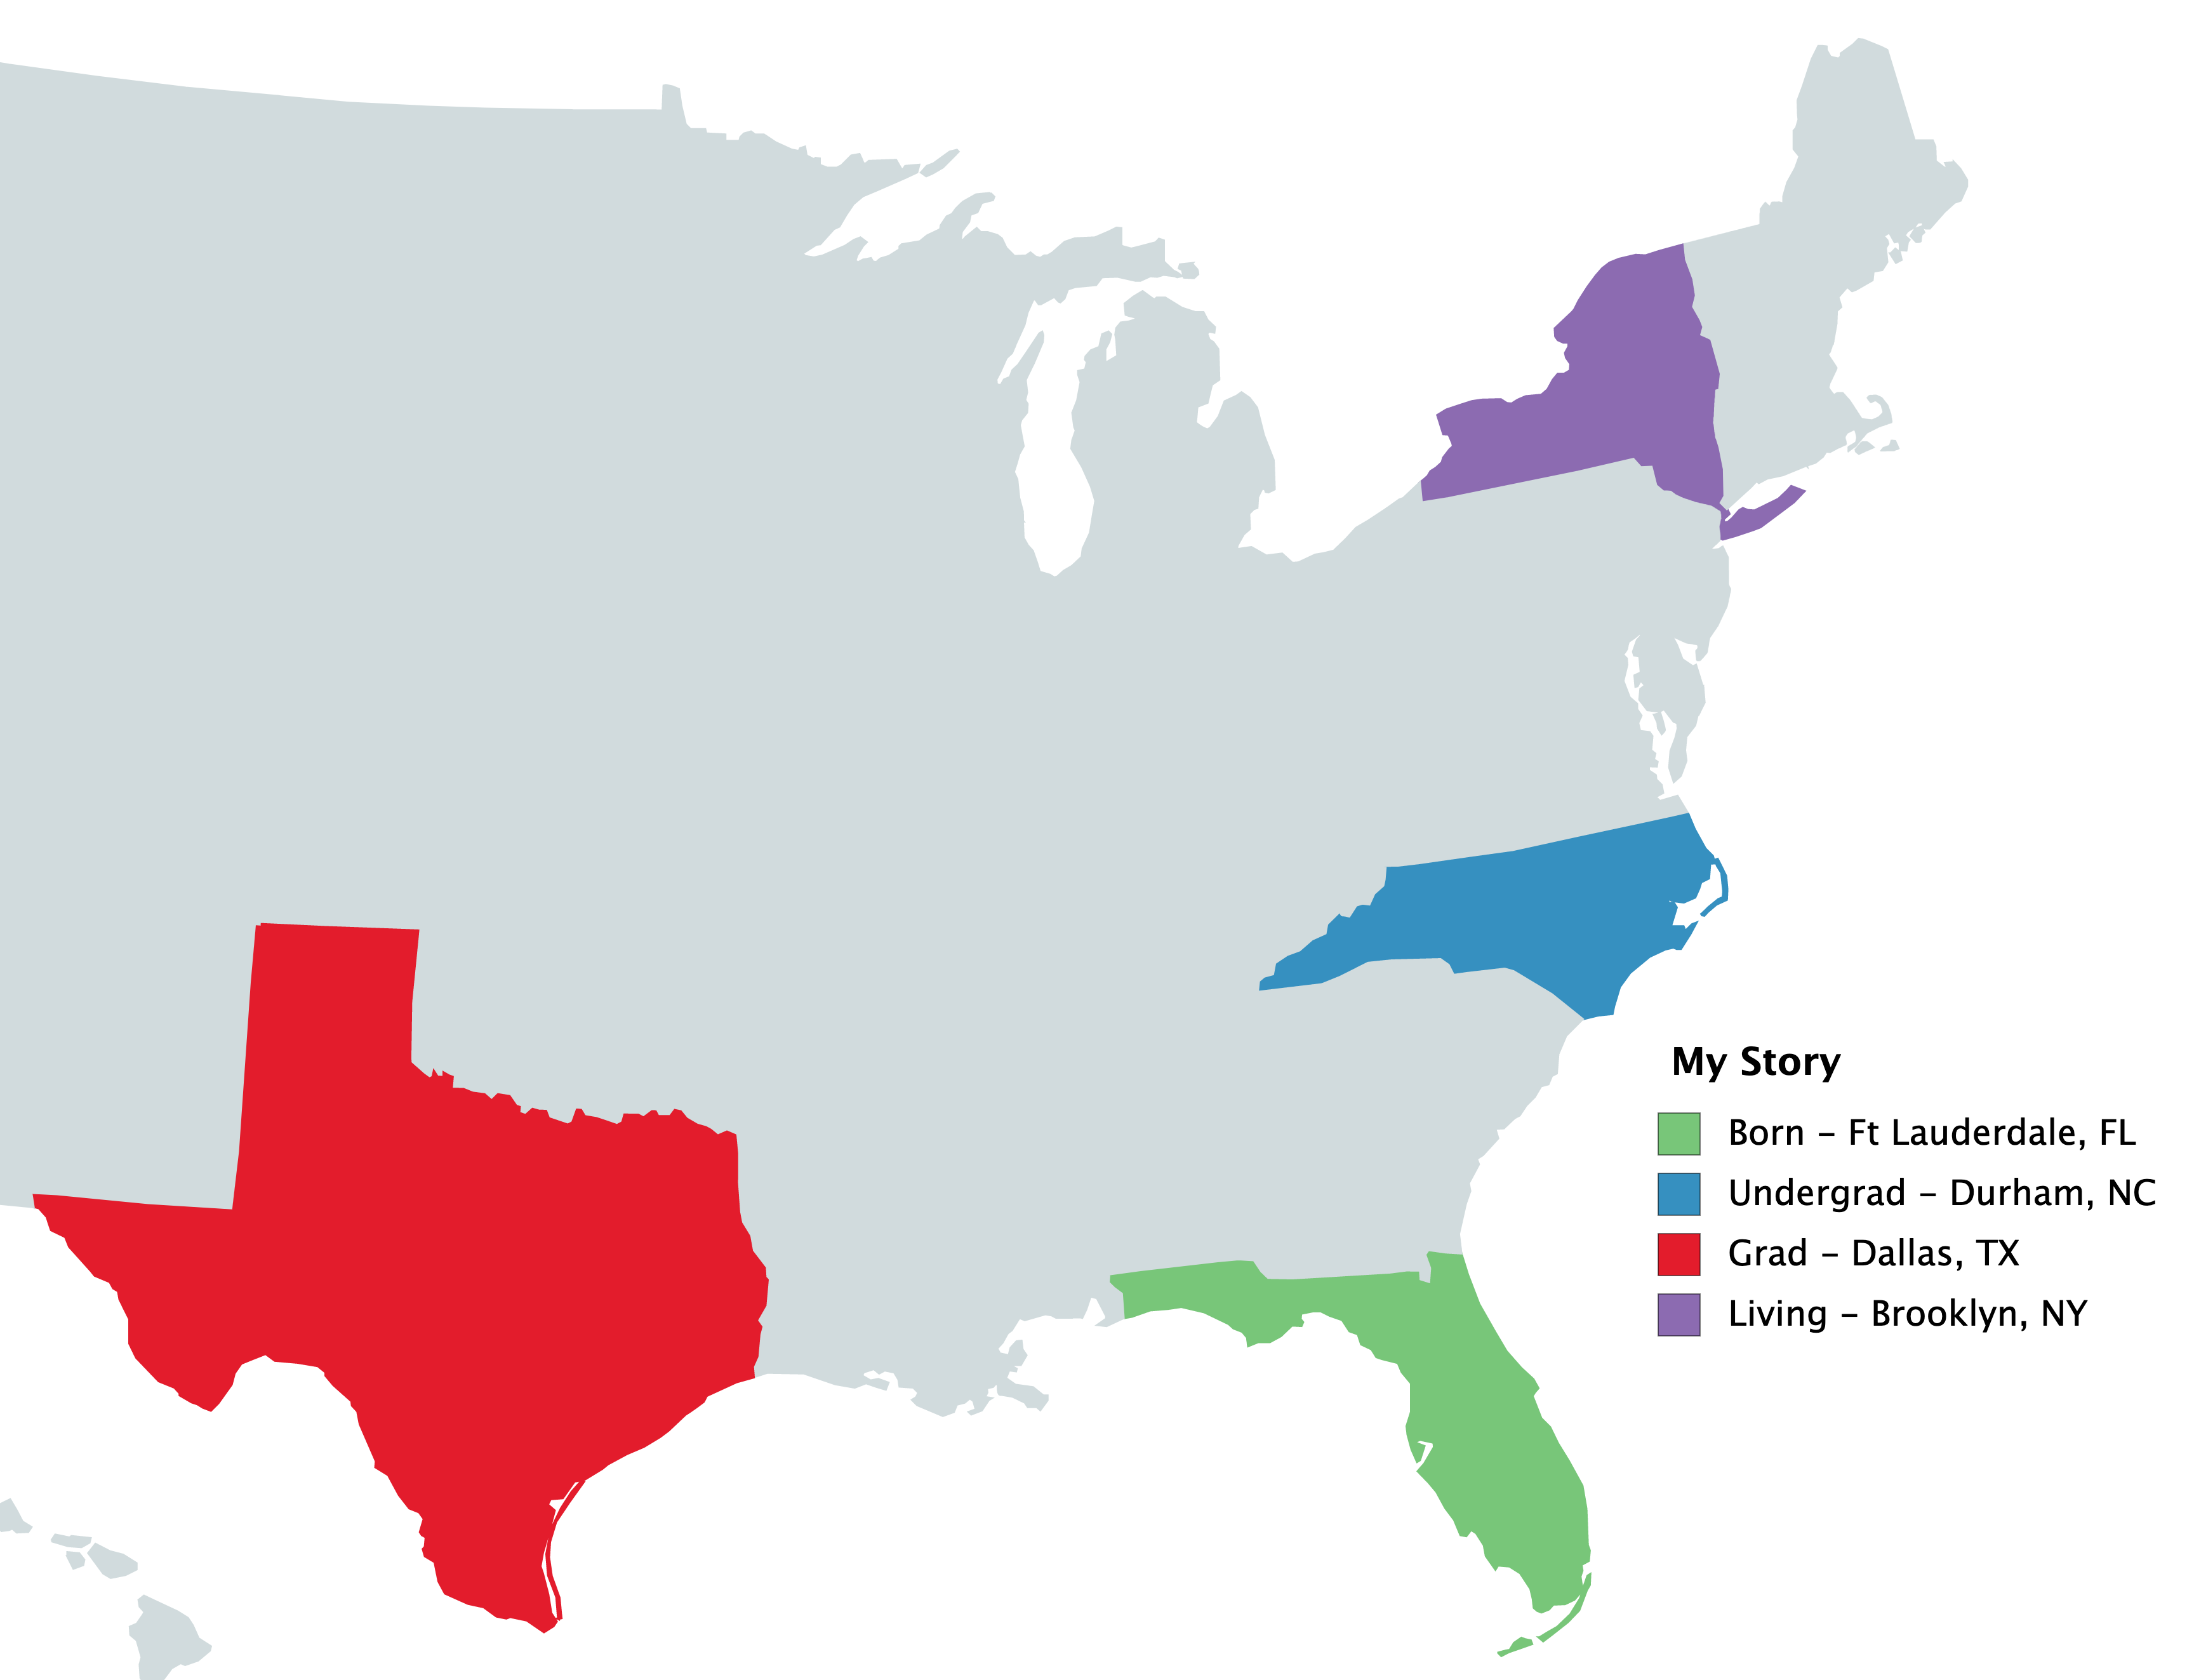 My Story
Born – Ft Lauderdale, FL
Undergrad – Durham, NC
Grad – Dallas, TX
Living – Brooklyn, NY